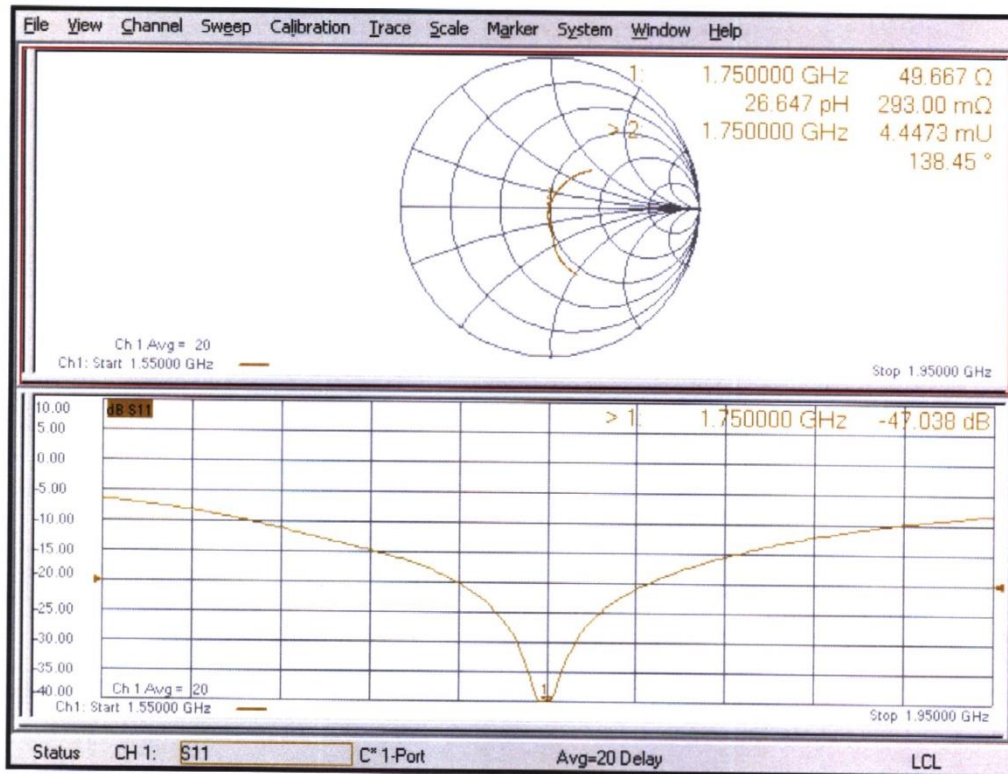 File View Channel Sweep Calibration Trace Scale Marker System Window Help
1: 1.750000 GHz 49.667 Ω
26.647 pH 293.00 mΩ
> 2: 1.750000 GHz 4.4473 mU
138.45 °
Ch 1 Avg = 20
Ch1: Start 1.55000 GHz
Stop 1.95000 GHz
10.00
dB S11
> 1: 1.750000 GHz -47.038 dB
5.00
0.00
-5.00
-10.00
-15.00
-20.00
-25.00
-30.00
-35.00
-40.00
1
Ch 1 Avg = 20
Ch1: Start 1.55000 GHz
Stop 1.95000 GHz
Status CH 1: S11 C* 1-Port Avg=20 Delay LCL